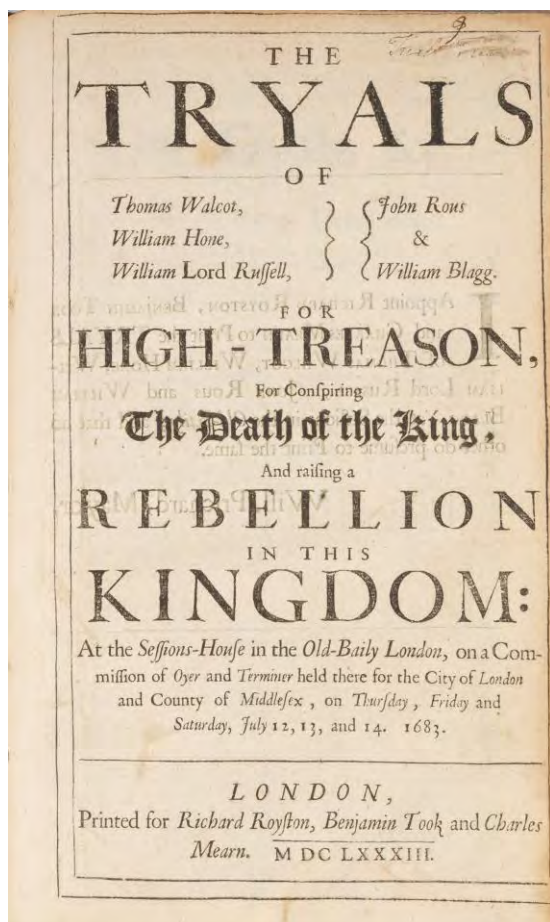 9
THE
TRYALS
OF
Thomas Walcot,
William Hone,
William Lord Ruſſell,
John Rous
&
William Blagg.
FOR
HIGH-TREASON,
For Conſpiring
The Death of the King,
And raiſing a
REBELLION
IN THIS
KINGDOM:
At the Seſſions-Houſe in the Old-Baily London, on a Com-
miſſion of Oyer and Terminer held there for the City of London
and County of Middleſex, on Thurſday, Friday and
Saturday, July 12, 13, and 14. 1683.
LONDON,
Printed for Richard Royſton, Benjamin Took and Charles
Mearn. M DC LXXXIII.